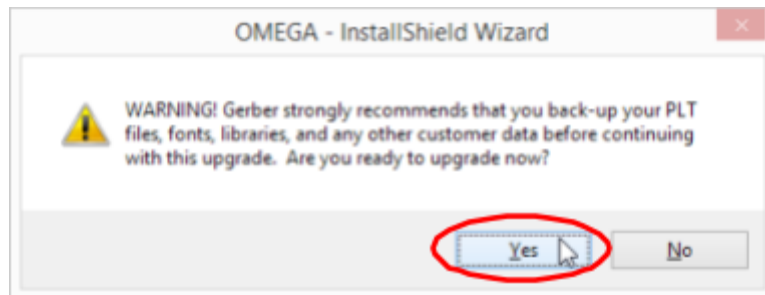 OMEGA - InstallShield Wizard
WARNING! Gerber strongly recommends that you back-up your PLT
files, fonts, libraries, and any other customer data before continuing
with this upgrade. Are you ready to upgrade now?
Yes No